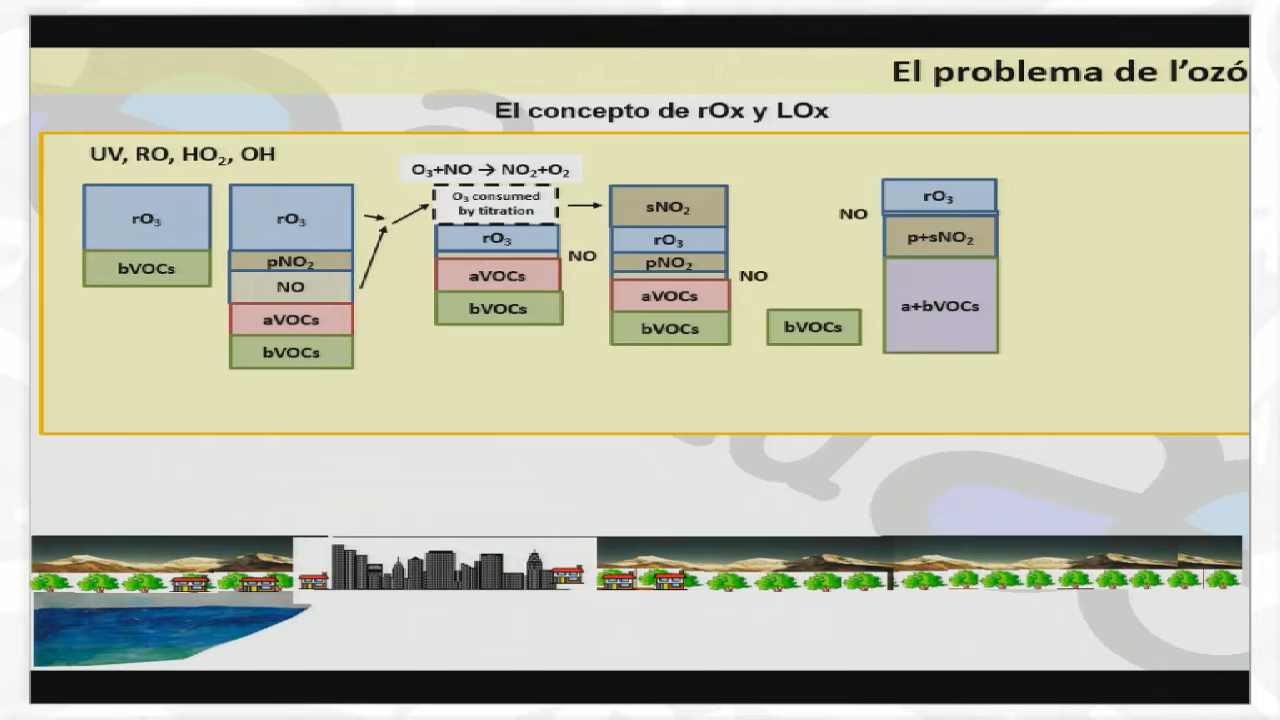 El problema de l’ozó
El concepto de rOx y LOx
UV, RO, HO₂, OH
rO₃
bVOCs
rO₃
pNO₂
NO
aVOCs
bVOCs
O₃+NO → NO₂+O₂
O₃ consumed
by titration
rO₃
aVOCs
bVOCs
NO
sNO₂
rO₃
pNO₂
aVOCs
bVOCs
NO
bVOCs
NO
rO₃
p+sNO₂
a+bVOCs